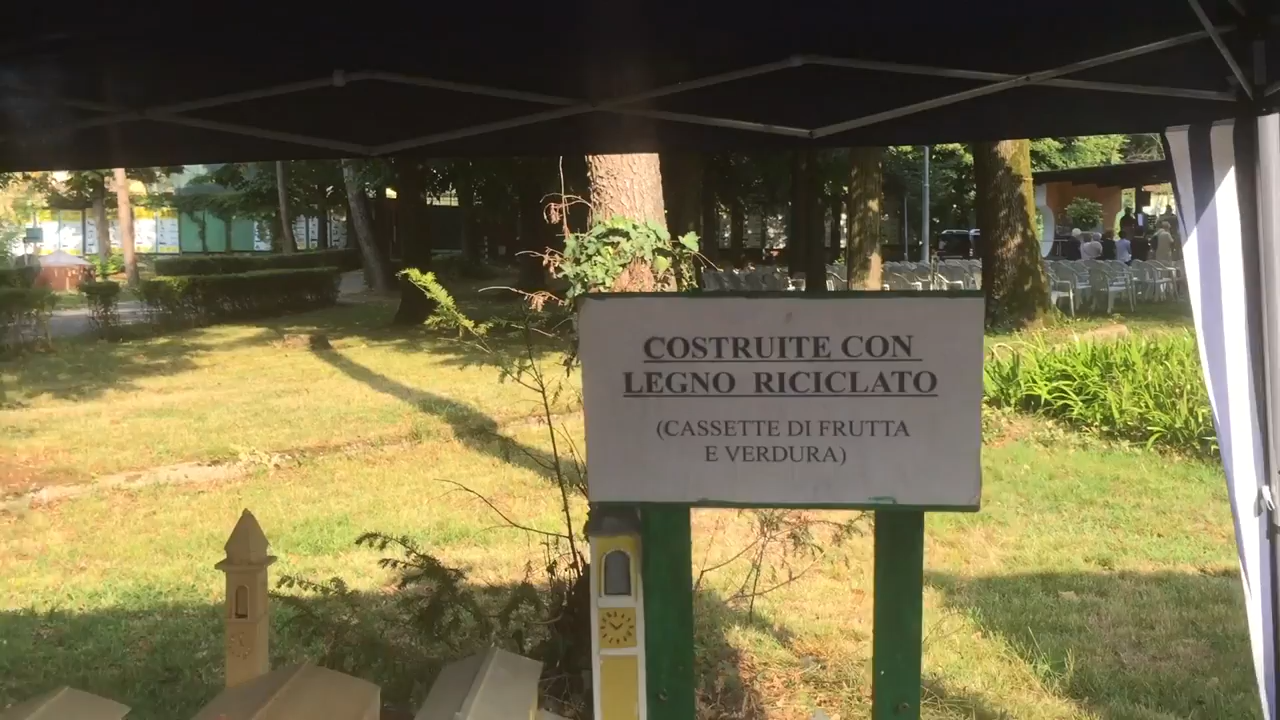 COSTRUITE CON
LEGNO RICICLATO
(CASSETTE DI FRUTTA
E VERDURA)